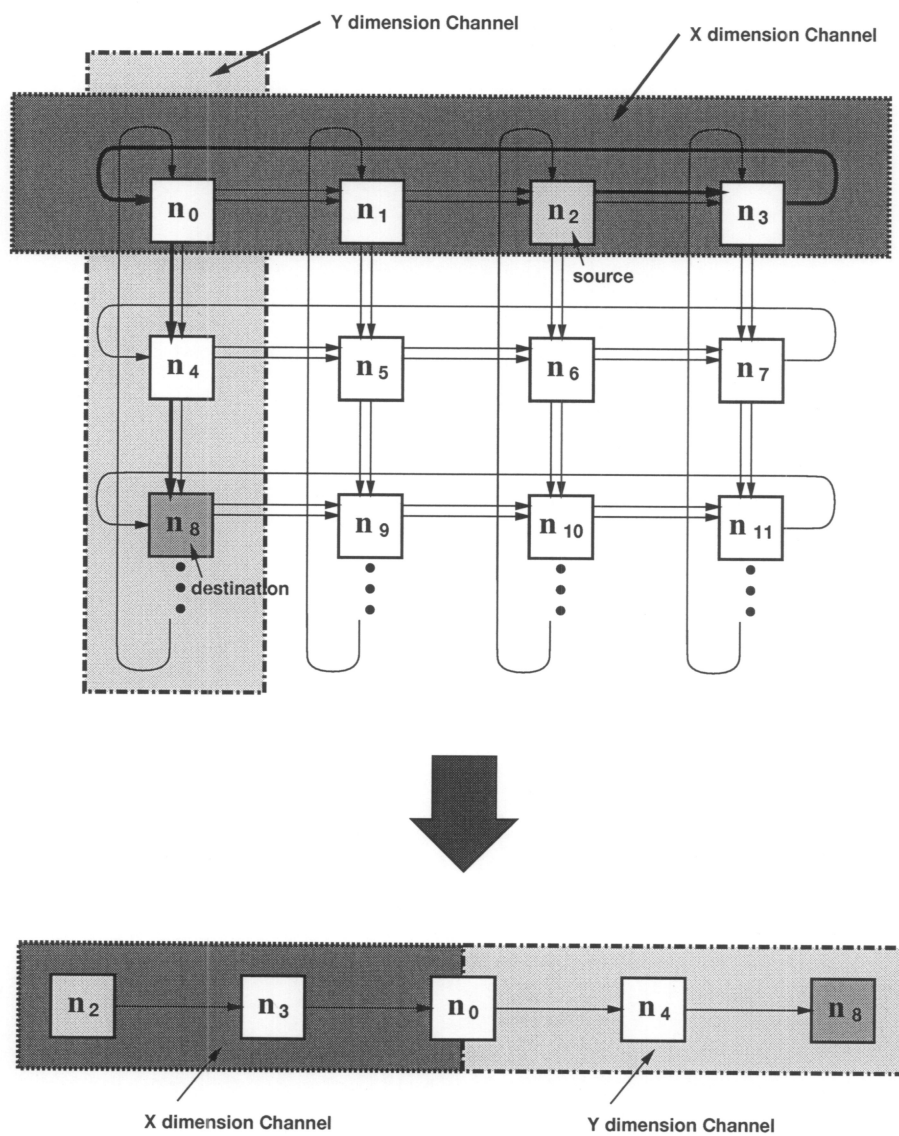 Y dimension Channel
X dimension Channel
n0 n1 n2 n3
source
n4 n5 n6 n7
n8 n9 n10 n11
destination
n2 n3 n0 n4 n8
X dimension Channel
Y dimension Channel